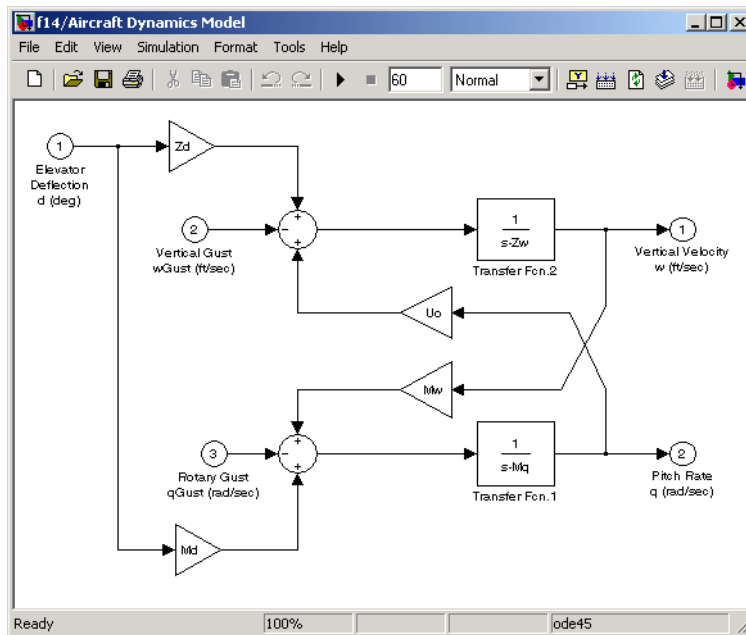 f14/Aircraft Dynamics Model
File Edit View Simulation Format Tools Help
60 Normal
1
Elevator
Deflection
d (deg)
Zd
+
−
+
2
Vertical Gust
wGust (ft/sec)
1
s-Zw
Transfer Fcn.2
1
Vertical Velocity
w (ft/sec)
Uo
Mw
+
−
+
3
Rotary Gust
qGust (rad/sec)
1
s-Mq
Transfer Fcn.1
2
Pitch Rate
q (rad/sec)
Md
Ready 100% ode45